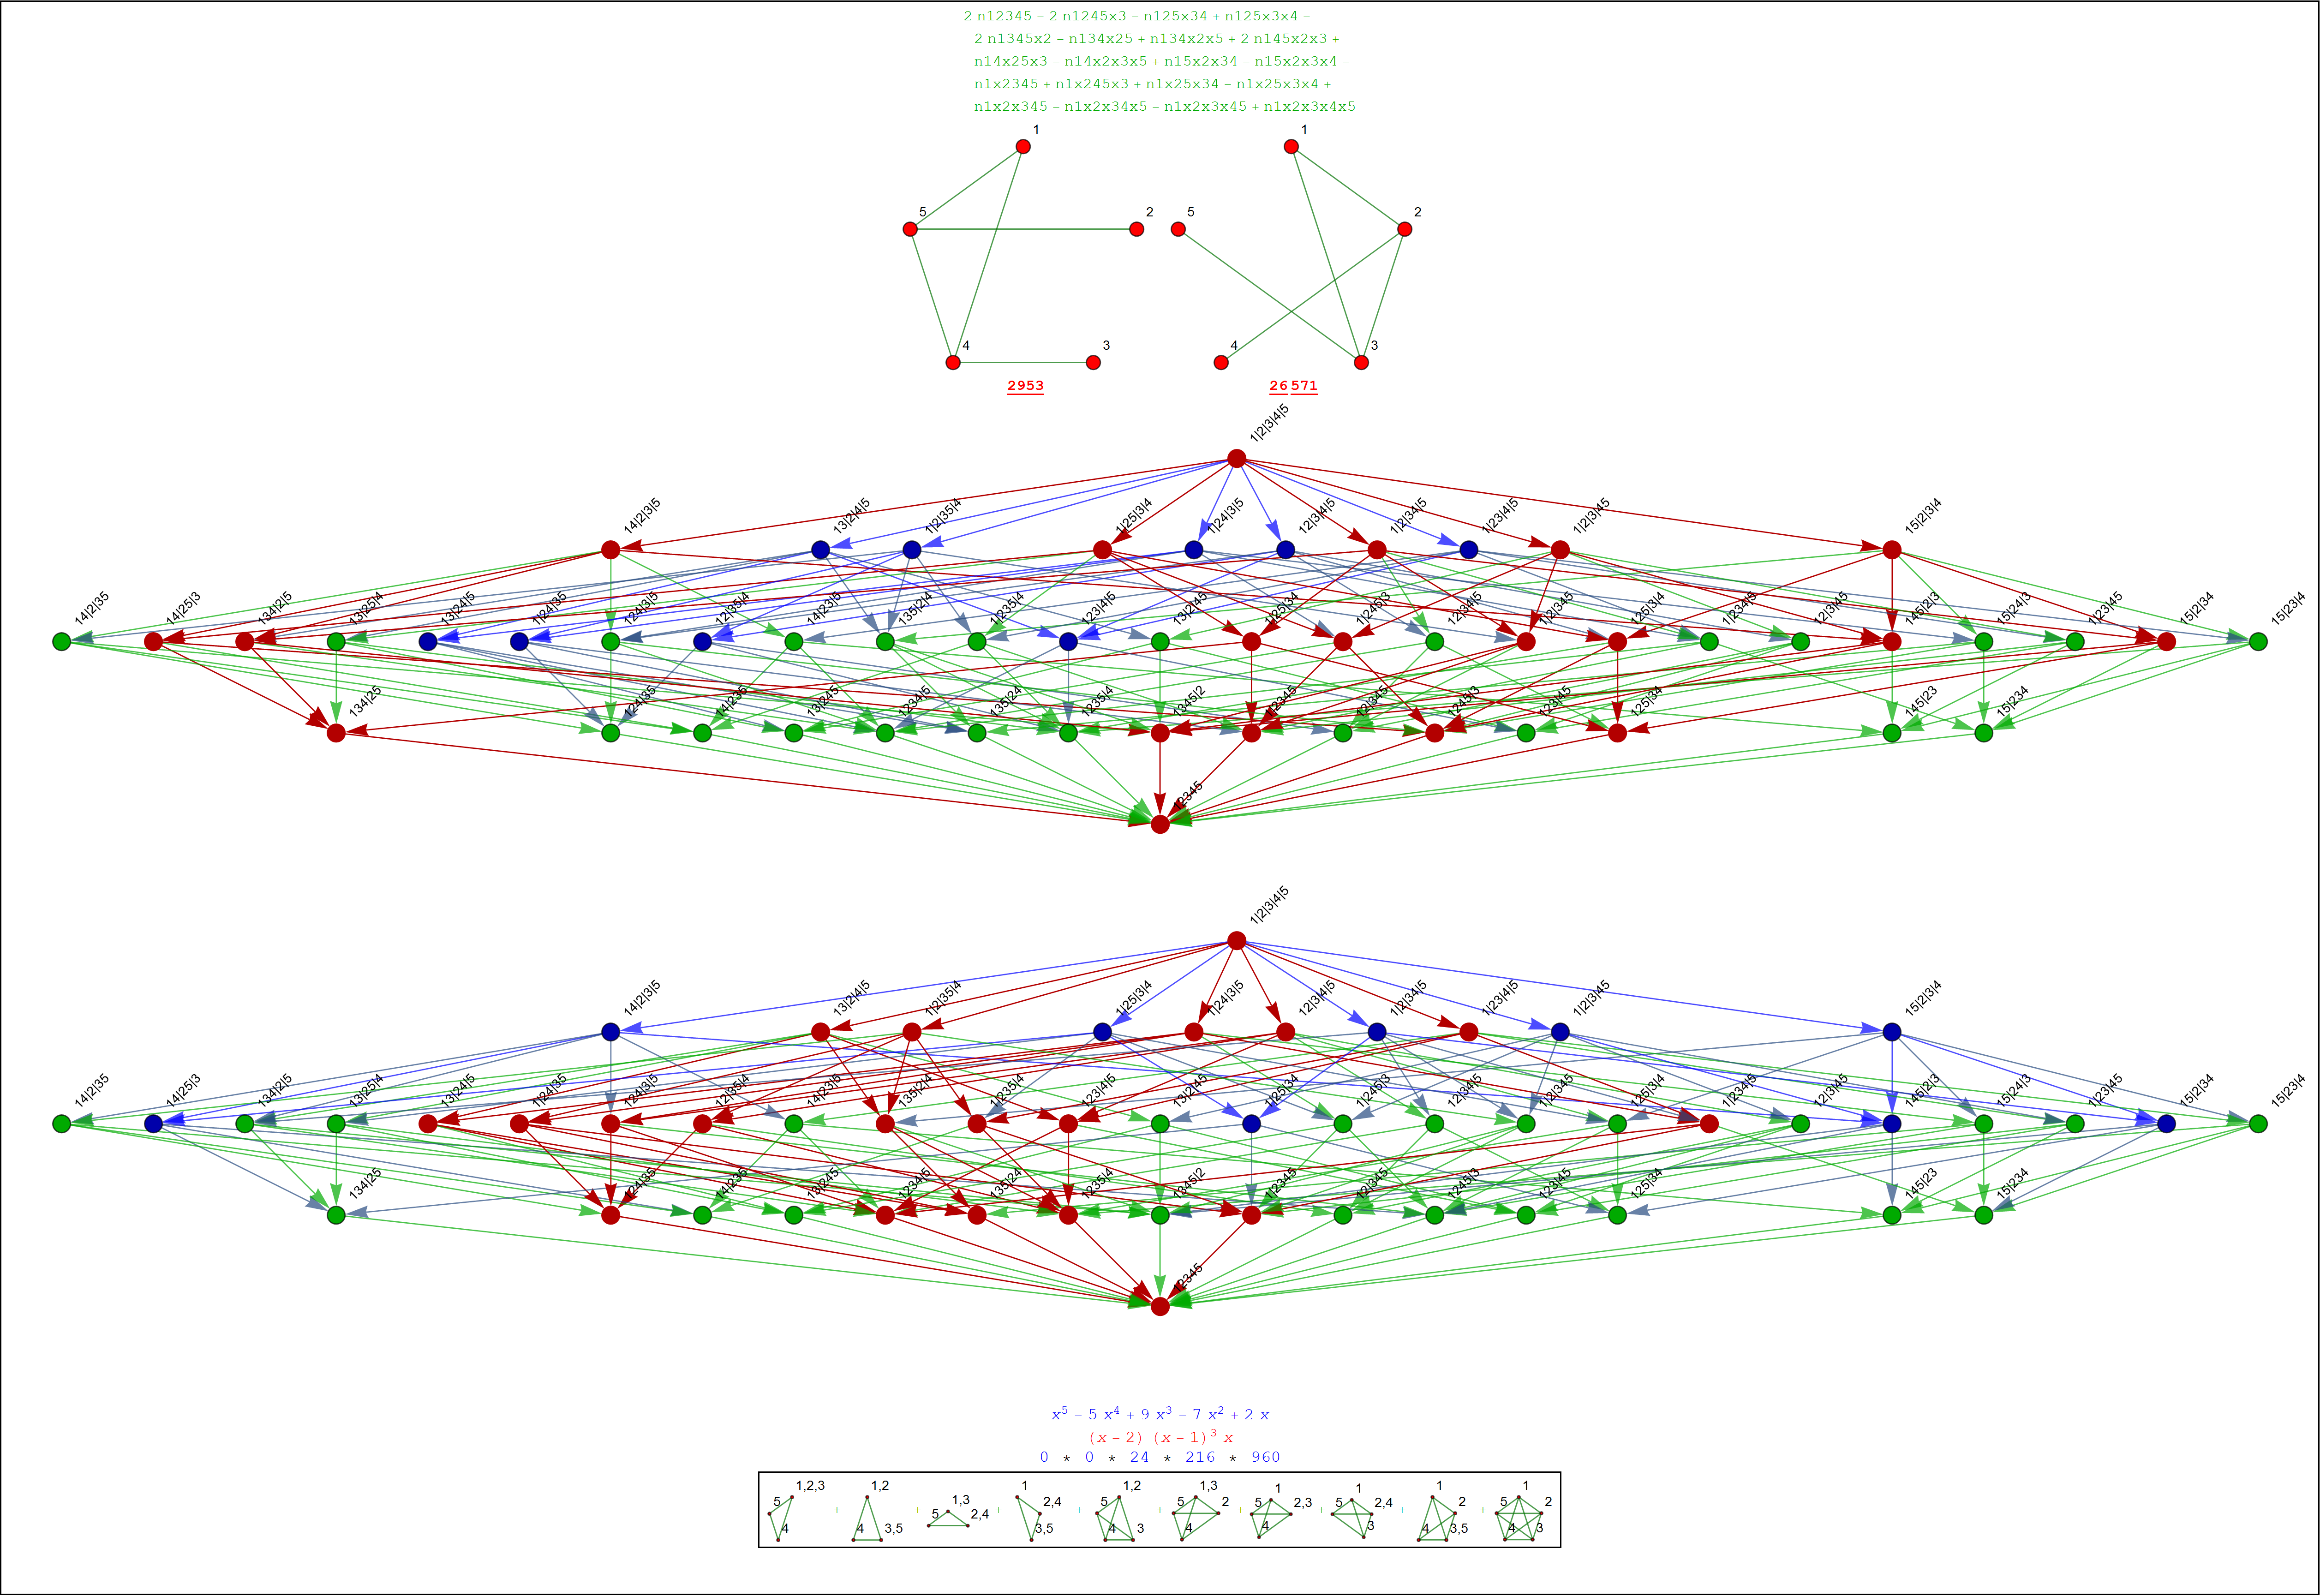 2 n12345 − 2 n1245x3 − n125x34 + n125x3x4 −
2 n1345x2 − n134x25 + n134x2x5 + 2 n145x2x3 +
n14x25x3 − n14x2x3x5 + n15x2x34 − n15x2x3x4 −
n1x2345 + n1x245x3 + n1x25x34 − n1x25x3x4 +
n1x2x345 − n1x2x34x5 − n1x2x3x45 + n1x2x3x4x5
1 1
5 2 5 2
4 3 4 3
2953 26 571
1|2|3|4|5
14|2|3|5 13|2|4|5 1|2|35|4 1|25|3|4 1|24|3|5 12|3|4|5 1|2|34|5 1|23|4|5 1|2|3|45 15|2|3|4
14|2|35 14|25|3 134|2|5 13|25|4 13|24|5 1|24|35 124|3|5 12|35|4 14|23|5 135|2|4 1|235|4 123|4|5 13|2|45 1|25|34 1|245|3 12|34|5 1|2|345 125|3|4 1|234|5 12|3|45 145|2|3 15|24|3 1|23|45 15|2|34 15|23|4
134|25 124|35 14|235 13|245 1234|5 135|24 1235|4 1345|2 1|2345 12|345 1245|3 123|45 125|34 145|23 15|234
12345
1|2|3|4|5
14|2|3|5 13|2|4|5 1|2|35|4 1|25|3|4 1|24|3|5 12|3|4|5 1|2|34|5 1|23|4|5 1|2|3|45 15|2|3|4
14|2|35 14|25|3 134|2|5 13|25|4 13|24|5 1|24|35 124|3|5 12|35|4 14|23|5 135|2|4 1|235|4 123|4|5 13|2|45 1|25|34 1|245|3 12|34|5 1|2|345 125|3|4 1|234|5 12|3|45 145|2|3 15|24|3 1|23|45 15|2|34 15|23|4
134|25 124|35 14|235 13|245 1234|5 135|24 1235|4 1345|2 1|2345 12|345 1245|3 123|45 125|34 145|23 15|234
12345
x⁵ − 5 x⁴ + 9 x³ − 7 x² + 2 x
(x − 2) (x − 1)³ x
0 * 0 * 24 * 216 * 960
1,2,3 5 4 + 1,2 4 3,5 + 1,3 5 2,4 + 1 2,4 3,5 + 1,2 5 4 3 + 1,3 5 2 4 + 1 5 2,3 4 + 1 5 2,4 3 + 1 2 4 3,5 + 1 5 2 4 3